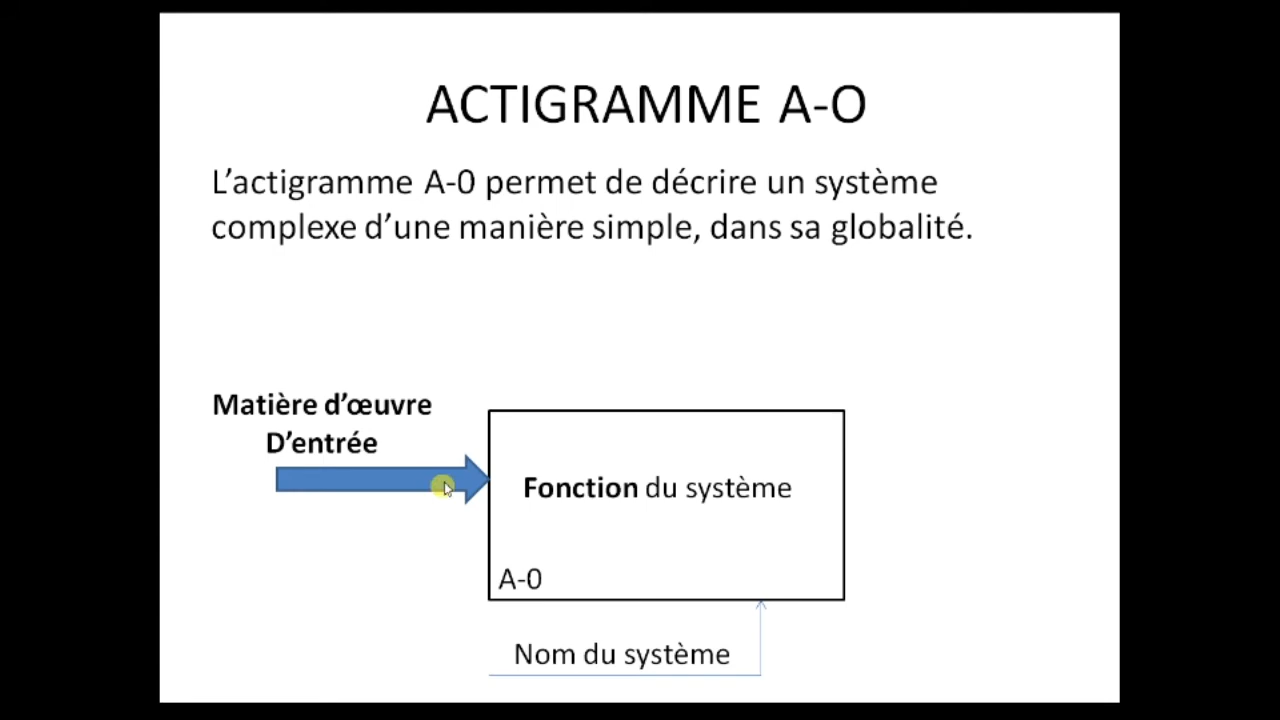 ACTIGRAMME A-O
L’actigramme A-0 permet de décrire un système
complexe d’une manière simple, dans sa globalité.
Matière d’œuvre
D’entrée
Fonction du système
A-0
Nom du système